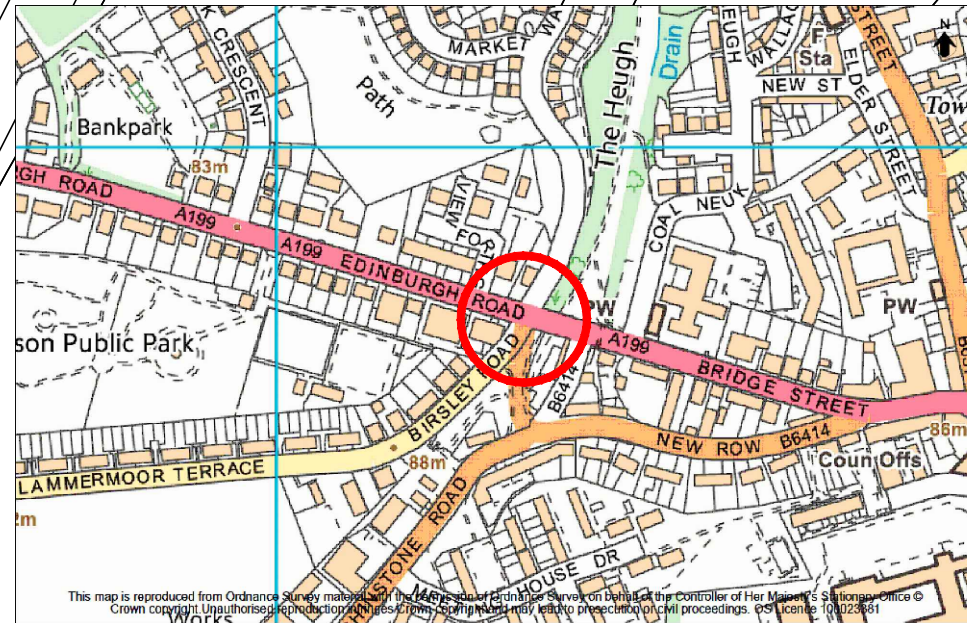 CRESCENT
MARKET
The Heugh
Drain
F
Sta
NEW ST
ELDER STREET
STREET
N
Path
Bankpark
83m
ROAD
A199
A199
EDINBURGH ROAD
VIEW
COAL NEUK
PW
PW
son Public Park
A199
BRIDGE STREET
BIRSLEY ROAD
B6414
NEW ROW B6414
86m
88m
Coun Offs
LAMMERMOOR TERRACE
2m
ROAD
HOUSE DR
This map is reproduced from Ordnance Survey material with the permission of Ordnance Survey on behalf of the Controller of Her Majesty's Stationery Office ©
Crown copyright.Unauthorised reproduction infringes Crown copyright and may lead to prosecution or civil proceedings. OS Licence 100023381
Works